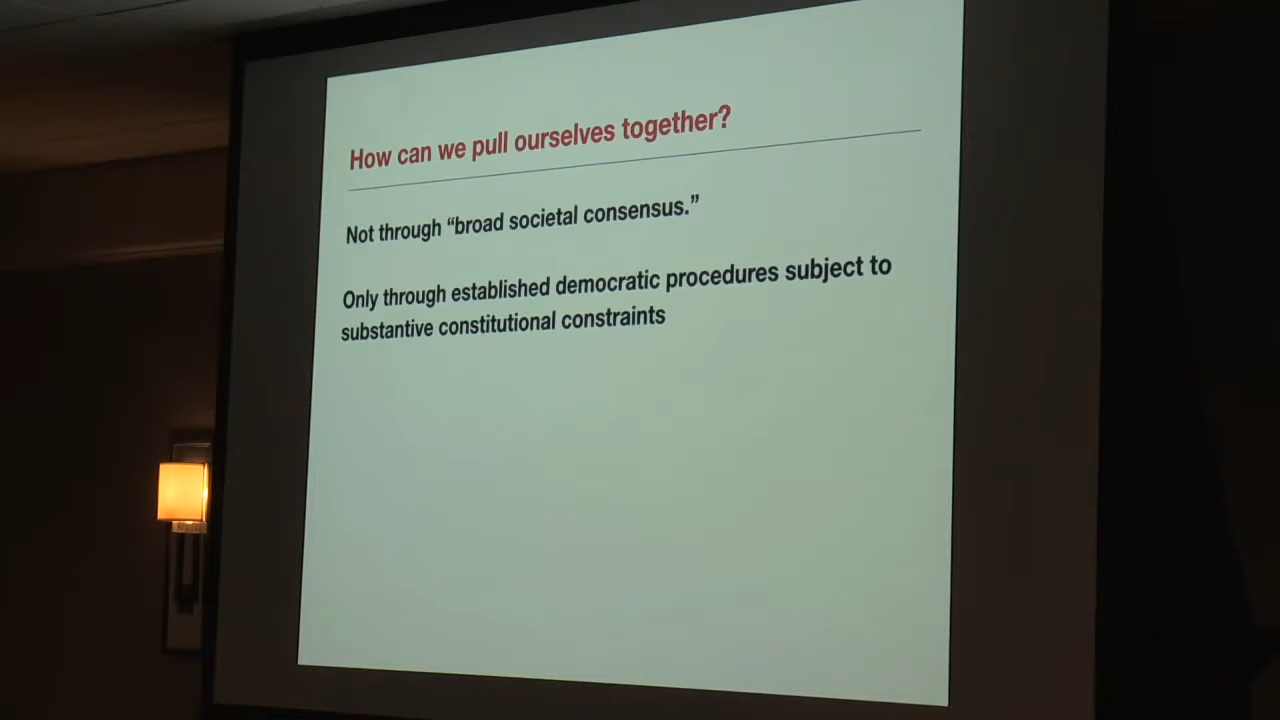 How can we pull ourselves together?
Not through “broad societal consensus.”
Only through established democratic procedures subject to
substantive constitutional constraints